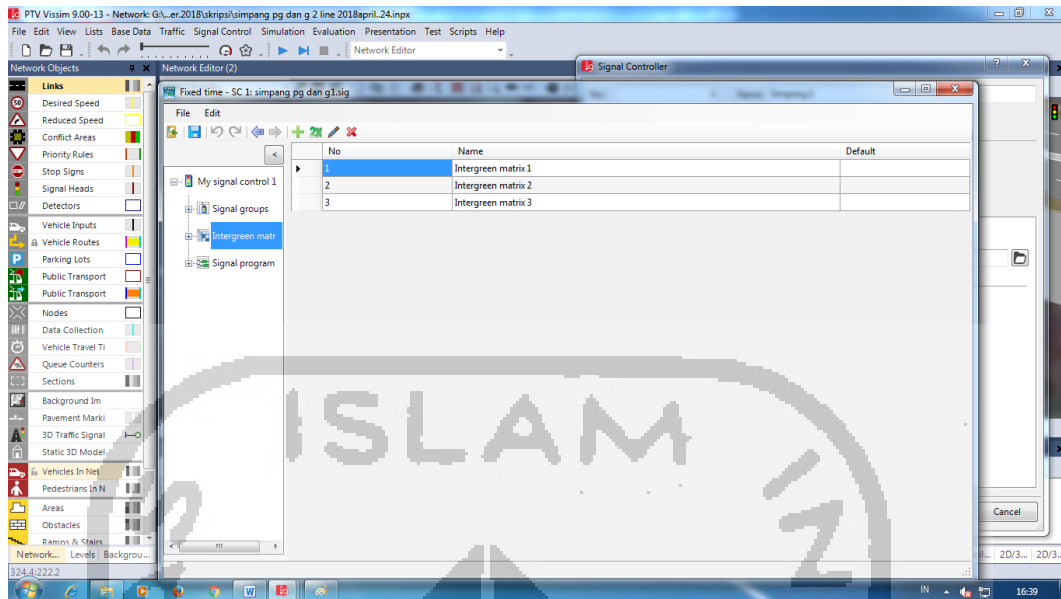 PTV Vissim 9.00-13 - Network: G:\...er.2018\skripsi\simpang pg dan g 2 line 2018april..24.inpx
File Edit View Lists Base Data Traffic Signal Control Simulation Evaluation Presentation Test Scripts Help
Network Editor
Network Objects
Network Editor (2)
Signal Controller
Links
Desired Speed
Reduced Speed
Conflict Areas
Priority Rules
Stop Signs
Signal Heads
Detectors
Vehicle Inputs
Vehicle Routes
Parking Lots
Public Transport
Public Transport
Nodes
Data Collection
Vehicle Travel Ti
Queue Counters
Sections
Background Im
Pavement Marki
3D Traffic Signal
Static 3D Model
Vehicles In Net
Pedestrians In N
Areas
Obstacles
Ramps & Stairs
Network... Levels Backgrou...
324.4:222.2
Fixed time - SC 1: simpang pg dan g1.sig
File Edit
My signal control 1
Signal groups
Intergreen matr
Signal program
No Name Default
1 Intergreen matrix 1
2 Intergreen matrix 2
3 Intergreen matrix 3
Cancel
2D/3... 2D/3...
ISLAM
IN 16:39